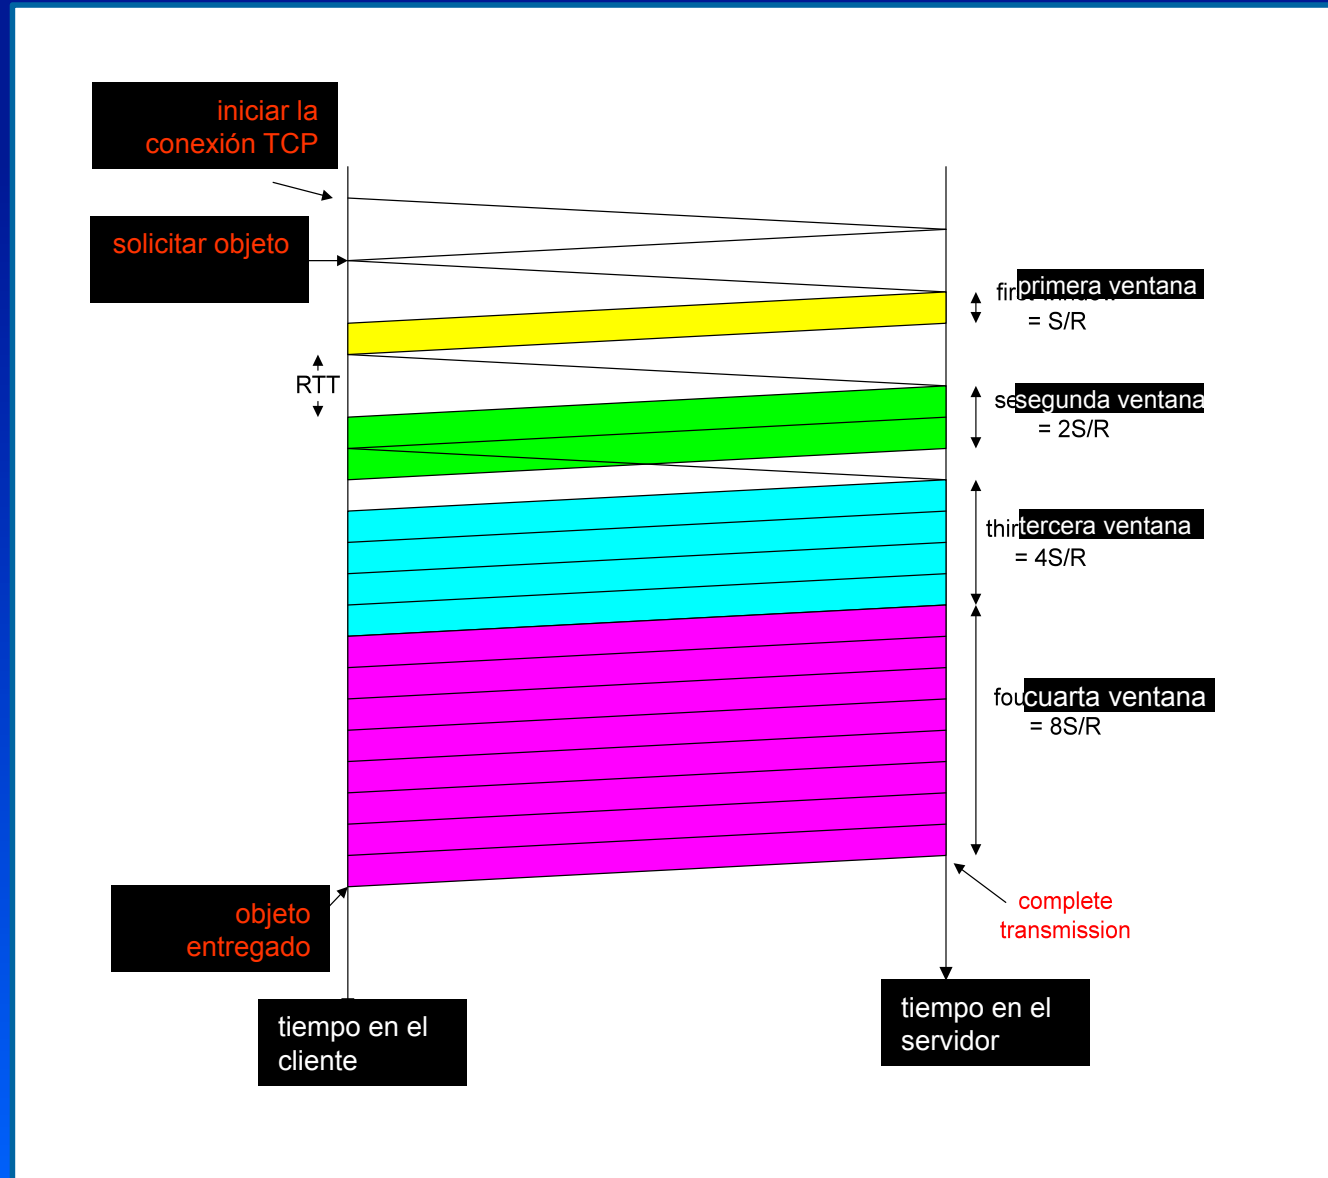 iniciar la
conexión TCP
solicitar objeto
primera ventana
= S/R
RTT
segunda ventana
= 2S/R
tercera ventana
= 4S/R
cuarta ventana
= 8S/R
objeto
entregado
complete
transmission
tiempo en el
cliente
tiempo en el
servidor